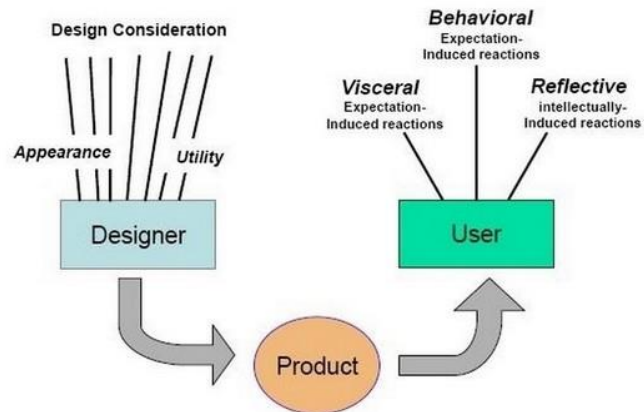 Design Consideration
Appearance
Utility
Designer
Behavioral
Expectation-
Induced reactions
Visceral
Expectation-
Induced reactions
Reflective
intellectually-
Induced reactions
User
Product